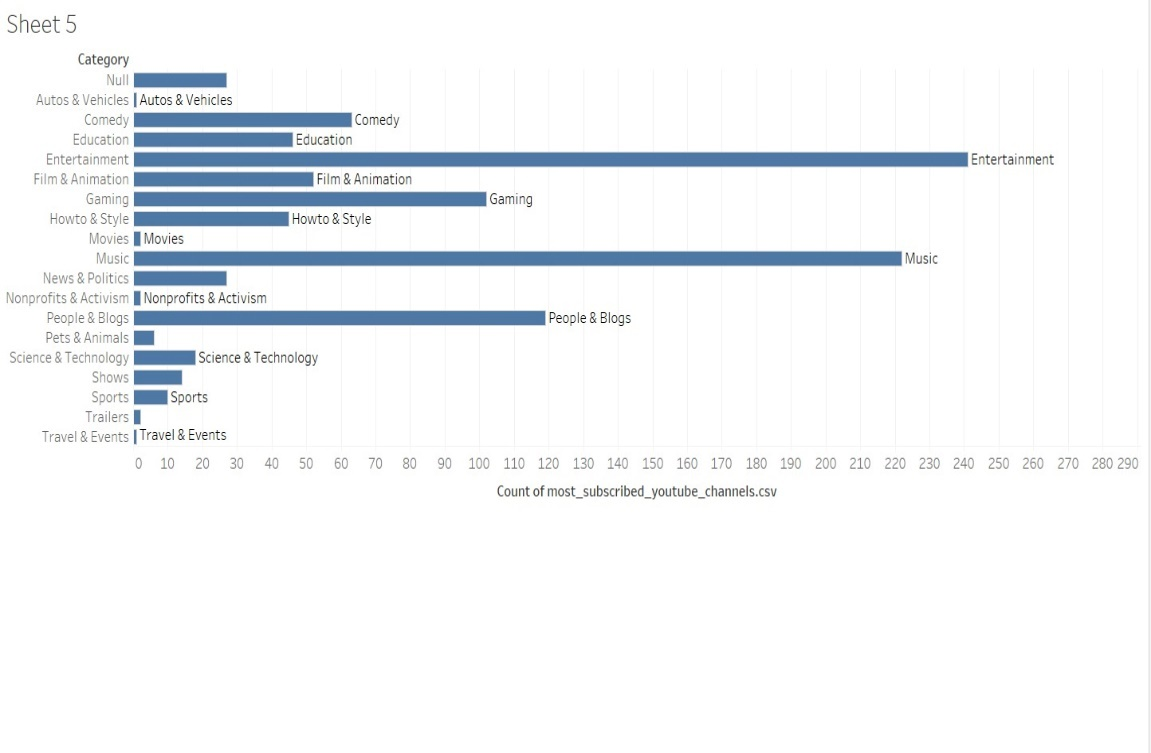 Sheet 5
Category
Null
Autos & Vehicles Autos & Vehicles
Comedy Comedy
Education Education
Entertainment Entertainment
Film & Animation Film & Animation
Gaming Gaming
Howto & Style Howto & Style
Movies Movies
Music Music
News & Politics
Nonprofits & Activism Nonprofits & Activism
People & Blogs People & Blogs
Pets & Animals
Science & Technology Science & Technology
Shows
Sports Sports
Trailers
Travel & Events Travel & Events
0 10 20 30 40 50 60 70 80 90 100 110 120 130 140 150 160 170 180 190 200 210 220 230 240 250 260 270 280 290
Count of most_subscribed_youtube_channels.csv